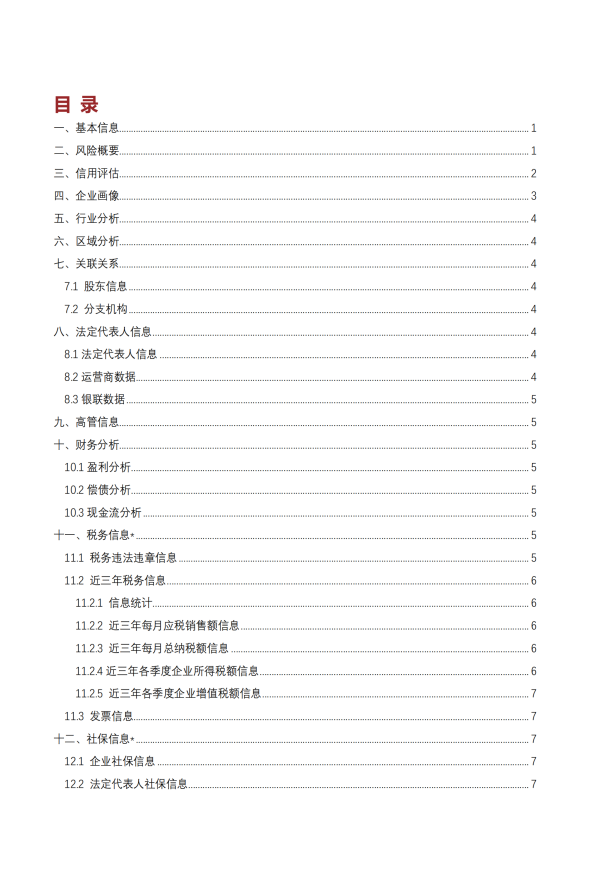 目 录
一、基本信息 1
二、风险概要 1
三、信用评估 2
四、企业画像 3
五、行业分析 4
六、区域分析 4
七、关联关系 4
7.1 股东信息 4
7.2 分支机构 4
八、法定代表人信息 4
8.1 法定代表人信息 4
8.2 运营商数据 4
8.3 银联数据 5
九、高管信息 5
十、财务分析 5
10.1 盈利分析 5
10.2 偿债分析 5
10.3 现金流分析 5
十一、税务信息* 5
11.1 税务违法违章信息 5
11.2 近三年税务信息 6
11.2.1 信息统计 6
11.2.2 近三年每月应税销售额信息 6
11.2.3 近三年每月总纳税额信息 6
11.2.4 近三年各季度企业所得税额信息 6
11.2.5 近三年各季度企业增值税额信息 7
11.3 发票信息 7
十二、社保信息* 7
12.1 企业社保信息 7
12.2 法定代表人社保信息 7